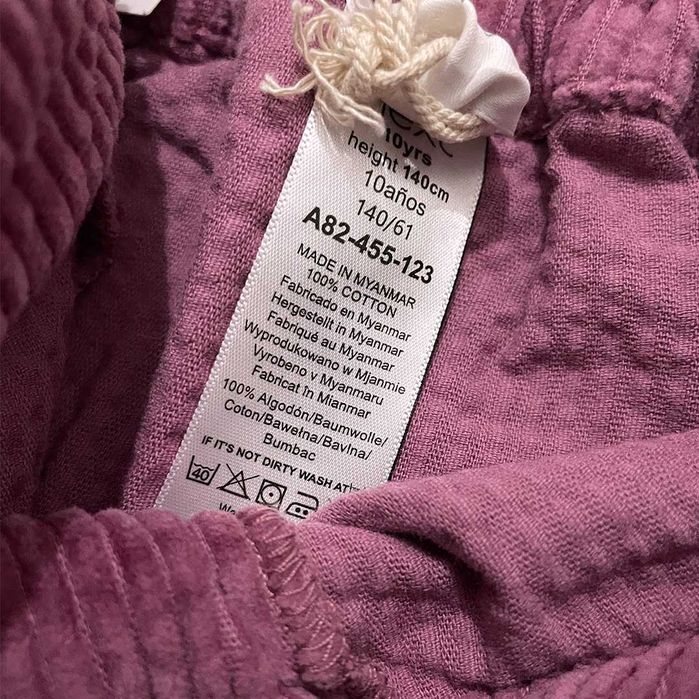 10yrs
height 140cm
10años
140/61
A82-455-123
MADE IN MYANMAR
100% COTTON
Fabricado en Myanmar
Hergestellt in Myanmar
Fabriqué au Myanmar
Wyprodukowano w Mjanmie
Vyrobeno v Myanmaru
Fabricat în Mianmar
100% Algodón/Baumwolle/
Coton/Bawełna/Bavlna/
Bumbac
IF IT'S NOT DIRTY WASH AT
40